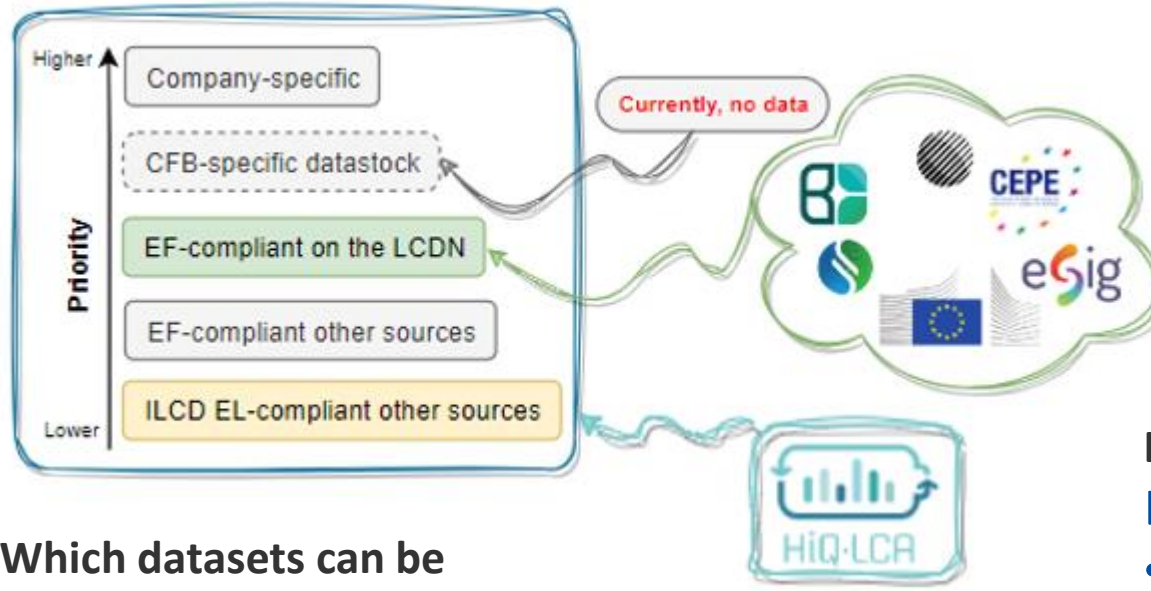 Higher
Company-specific
Currently, no data
CFB-specific datastock
CEPE
Priority
EF-compliant on the LCDN
eSig
EF-compliant other sources
ILCD EL-compliant other sources
Lower
HiQ-LCA
Which datasets can be